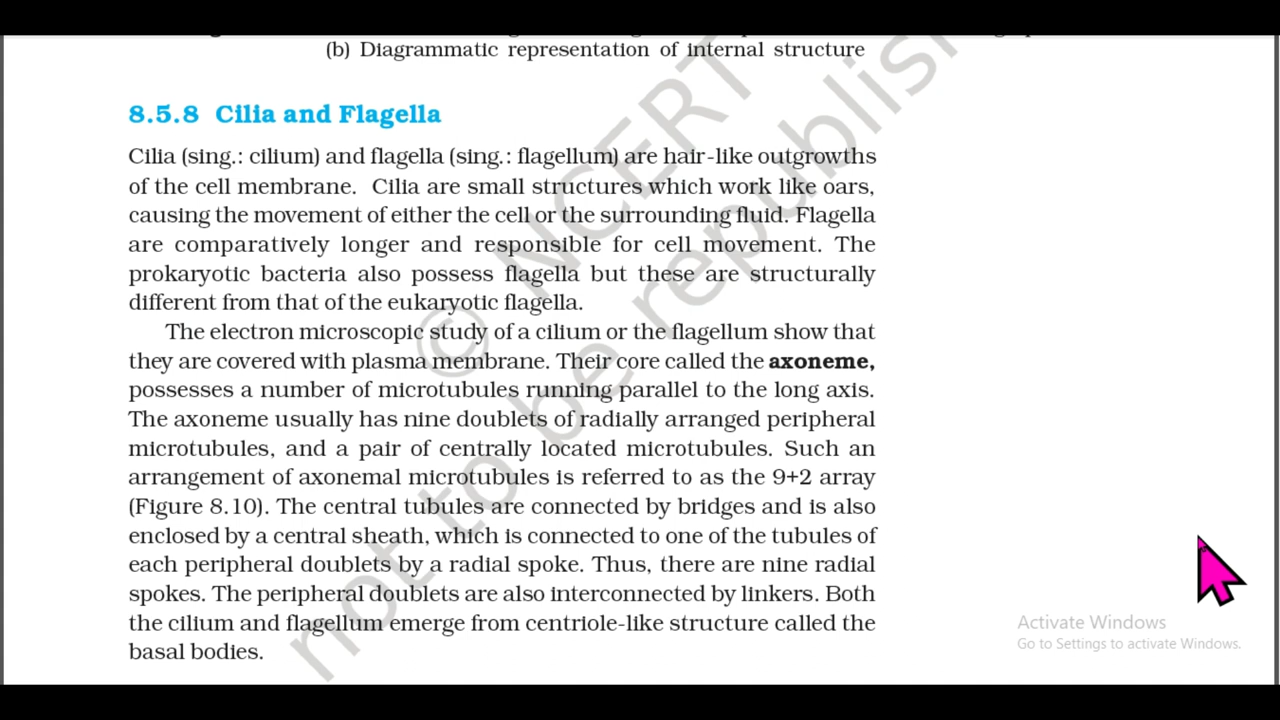 (b) Diagrammatic representation of internal structure
8.5.8 Cilia and Flagella
Cilia (sing.: cilium) and flagella (sing.: flagellum) are hair-like outgrowths
of the cell membrane. Cilia are small structures which work like oars,
causing the movement of either the cell or the surrounding fluid. Flagella
are comparatively longer and responsible for cell movement. The
prokaryotic bacteria also possess flagella but these are structurally
different from that of the eukaryotic flagella.
The electron microscopic study of a cilium or the flagellum show that
they are covered with plasma membrane. Their core called the axoneme,
possesses a number of microtubules running parallel to the long axis.
The axoneme usually has nine doublets of radially arranged peripheral
microtubules, and a pair of centrally located microtubules. Such an
arrangement of axonemal microtubules is referred to as the 9+2 array
(Figure 8.10). The central tubules are connected by bridges and is also
enclosed by a central sheath, which is connected to one of the tubules of
each peripheral doublets by a radial spoke. Thus, there are nine radial
spokes. The peripheral doublets are also interconnected by linkers. Both
the cilium and flagellum emerge from centriole-like structure called the
basal bodies.
© NCERT
not to be republish
Activate Windows
Go to Settings to activate Windows.